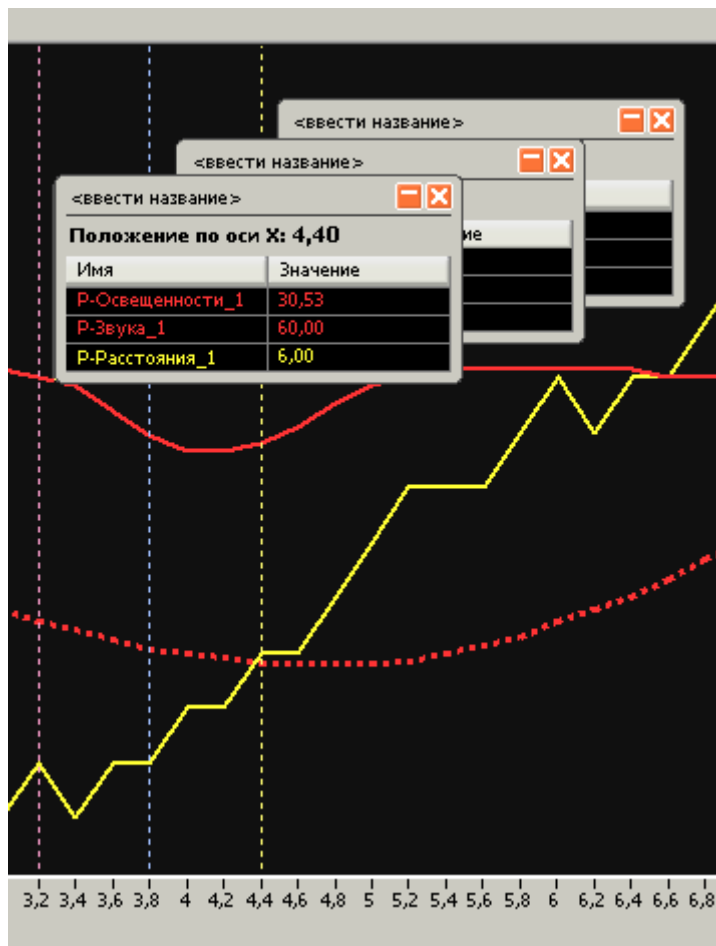 <ввести название>
<ввести название>
<ввести название>
Положение по оси X: 4,40
Имя Значение
Р-Освещенности_1 30,53
Р-Звука_1 60,00
Р-Расстояния_1 6,00
3,2 3,4 3,6 3,8 4 4,2 4,4 4,6 4,8 5 5,2 5,4 5,6 5,8 6 6,2 6,4 6,6 6,8